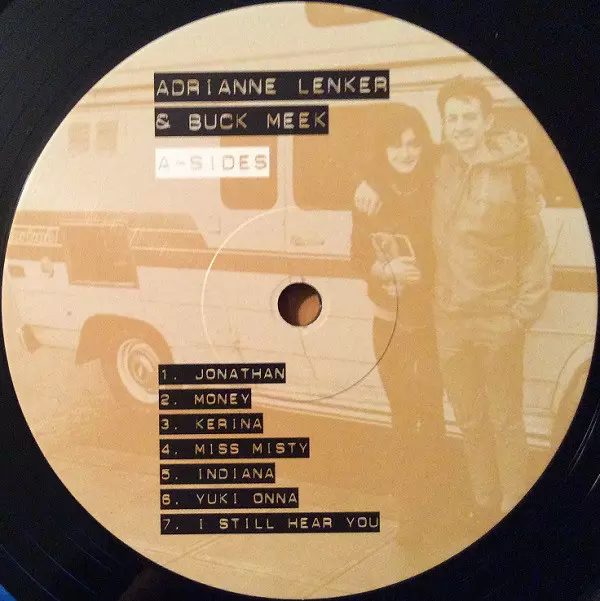 ADRIANNE LENKER
& BUCK MEEK
A-SIDES
1. JONATHAN
2. MONEY
3. KERINA
4. MISS MISTY
5. INDIANA
6. YUKI ONNA
7. I STILL HEAR YOU